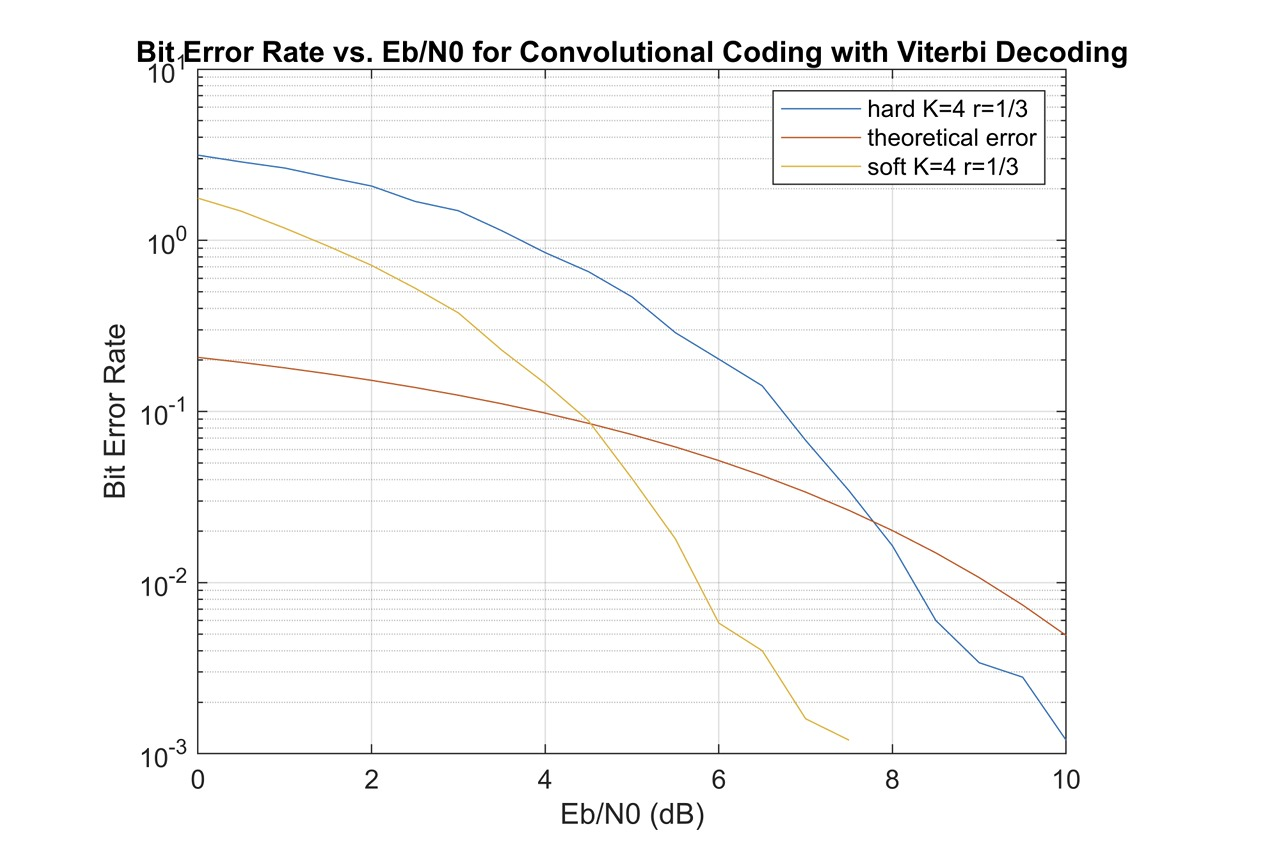 Bit Error Rate vs. Eb/N0 for Convolutional Coding with Viterbi Decoding
10^1
hard K=4 r=1/3
theoretical error
soft K=4 r=1/3
10^0
Bit Error Rate
10^-1
10^-2
10^-3
0 2 4 6 8 10
Eb/N0 (dB)